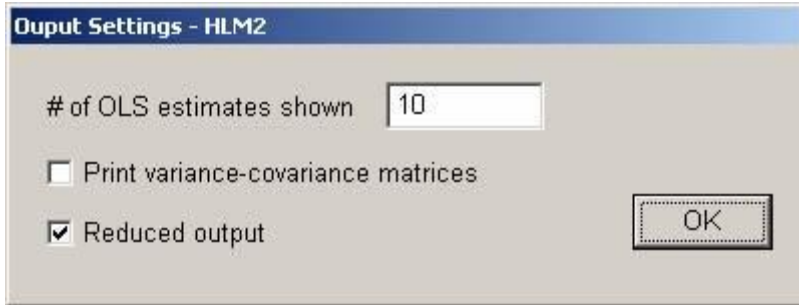 Ouput Settings - HLM2
# of OLS estimates shown 10
Print variance-covariance matrices
Reduced output
OK